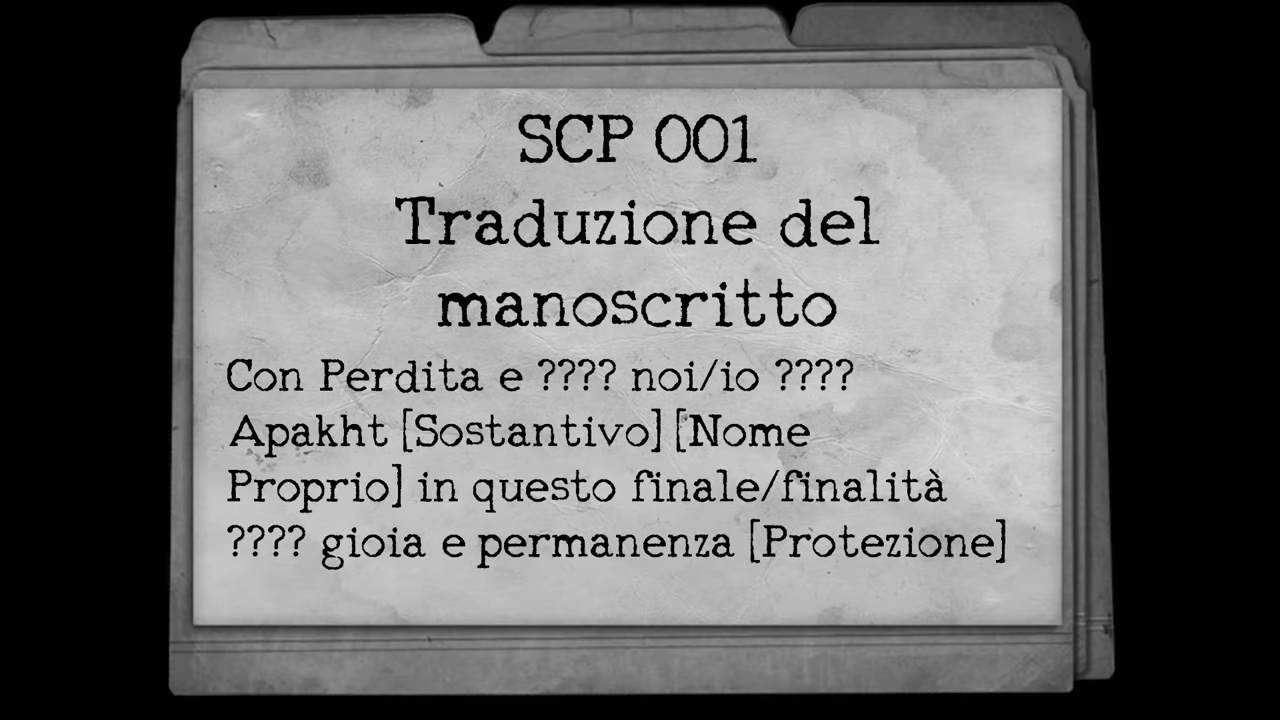 SCP 001
Traduzione del
manoscritto
Con Perdita e ???? noi/io ????
Apakht [Sostantivo] [Nome
Proprio] in questo finale/finalità
???? gioia e permanenza [Protezione]